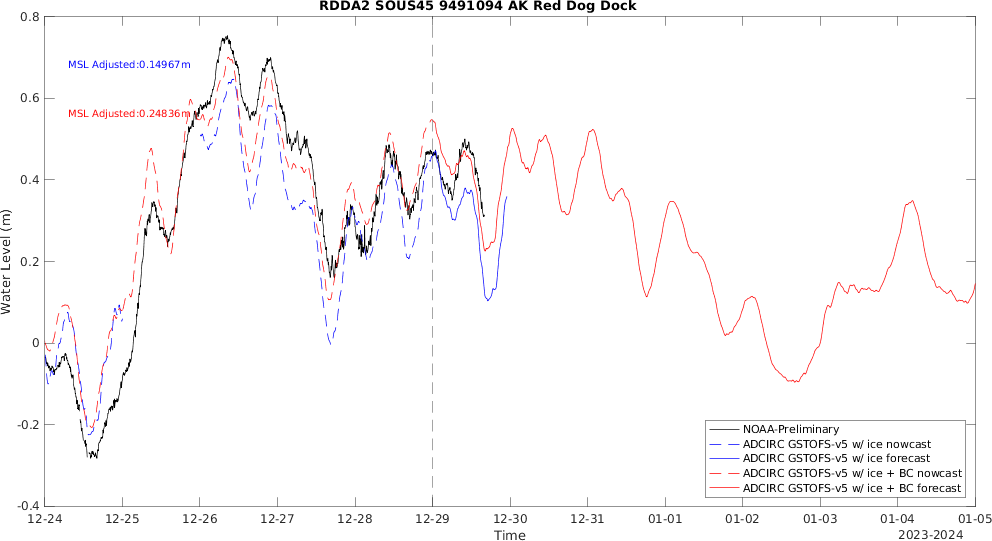 RDDA2 SOUS45 9491094 AK Red Dog Dock
0.8
MSL Adjusted:0.14967m
0.6
MSL Adjusted:0.24836m
0.4
Water Level (m)
0.2
0
-0.2
NOAA-Preliminary
ADCIRC GSTOFS-v5 w/ ice nowcast
ADCIRC GSTOFS-v5 w/ ice forecast
ADCIRC GSTOFS-v5 w/ ice + BC nowcast
ADCIRC GSTOFS-v5 w/ ice + BC forecast
-0.4
12-24 12-25 12-26 12-27 12-28 12-29 12-30 12-31 01-01 01-02 01-03 01-04 01-05
Time
2023-2024